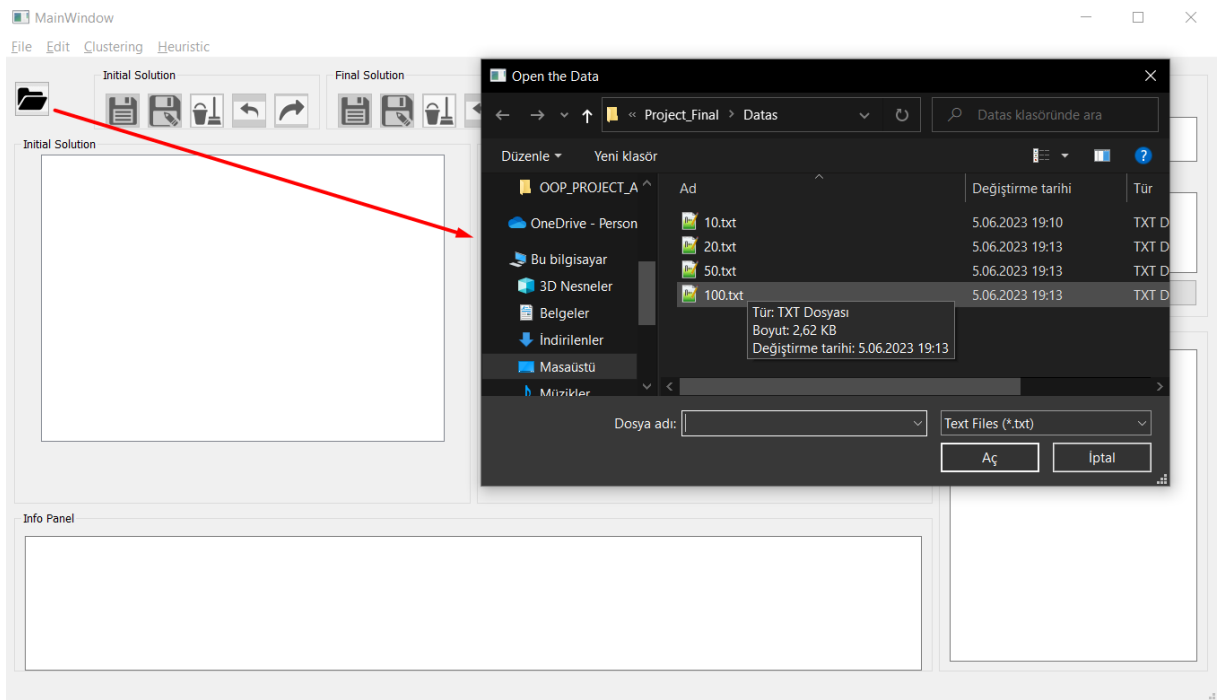 MainWindow
File Edit Clustering Heuristic
Initial Solution
Final Solution
Initial Solution
Info Panel
Open the Data
« Project_Final > Datas
Datas klasöründe ara
Düzenle Yeni klasör
OOP_PROJECT_A
OneDrive - Person
Bu bilgisayar
3D Nesneler
Belgeler
İndirilenler
Masaüstü
Müzikler
Ad Değiştirme tarihi Tür
10.txt 5.06.2023 19:10 TXT D
20.txt 5.06.2023 19:13 TXT D
50.txt 5.06.2023 19:13 TXT D
100.txt 5.06.2023 19:13 TXT D
Tür: TXT Dosyası
Boyut: 2,62 KB
Değiştirme tarihi: 5.06.2023 19:13
Dosya adı: Text Files (*.txt)
Aç İptal